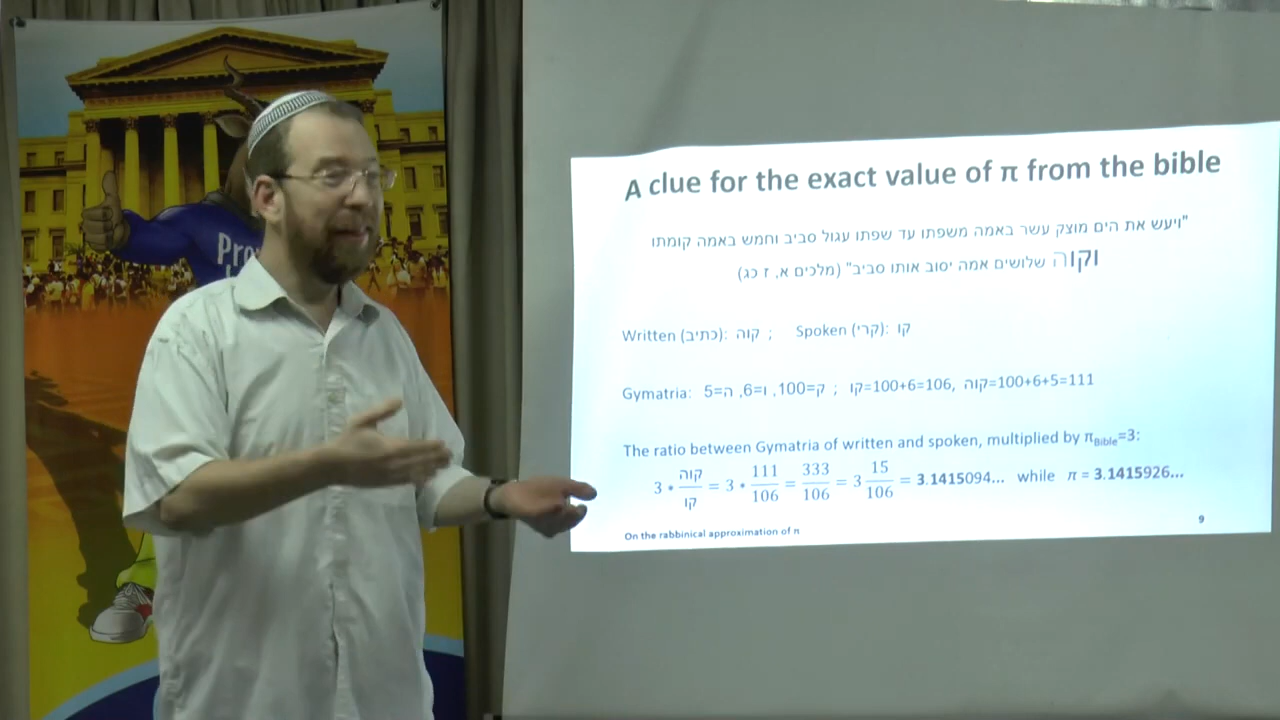 A clue for the exact value of π from the bible
"ויעש את הים מוצק עשר באמה משפתו עד שפתו עגול סביב וחמש באמה קומתו
וקוה שלושים אמה יסוב אותו סביב" (מלכים א, ז כג)
Written (כתיב): קוה ; Spoken (קרי): קו
Gymatria: ק=100, ו=6, ה=5 ; קו=100+6=106, קוה=100+6+5=111
The ratio between Gymatria of written and spoken, multiplied by π_Bible=3:
3 * קוה/קו = 3 * 111/106 = 333/106 = 3 15/106 = 3.1415094... while π = 3.1415926...
On the rabbinical approximation of π
9